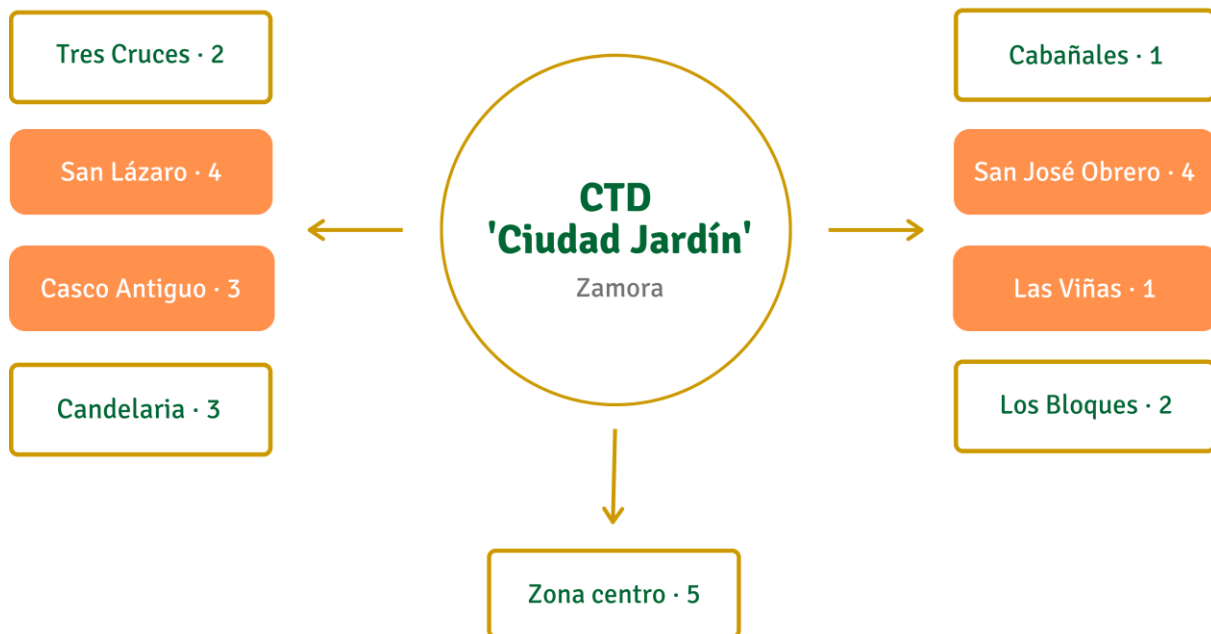 Tres Cruces · 2
San Lázaro · 4
Casco Antiguo · 3
Candelaria · 3
CTD
'Ciudad Jardín'
Zamora
Cabañales · 1
San José Obrero · 4
Las Viñas · 1
Los Bloques · 2
Zona centro · 5